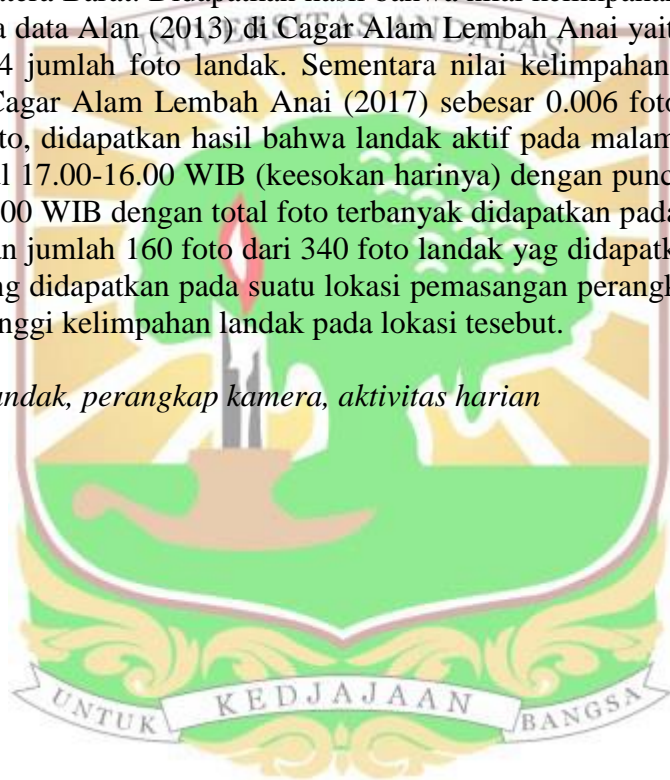 atera Barat. Didapatkan hasil bahwa nilai kelimpahan
a data Alan (2013) di Cagar Alam Lembah Anai yait
UNIVERSITAS ANDALAS
4 jumlah foto landak. Sementara nilai kelimpahan
Cagar Alam Lembah Anai (2017) sebesar 0.006 foto
to, didapatkan hasil bahwa landak aktif pada malam
l 17.00-16.00 WIB (keesokan harinya) dengan punc
00 WIB dengan total foto terbanyak didapatkan pada
an jumlah 160 foto dari 340 foto landak yag didapatk
ng didapatkan pada suatu lokasi pemasangan perangk
nggi kelimpahan landak pada lokasi tesebut.
andak, perangkap kamera, aktivitas harian
UNTUK KEDJAJAAN BANGSA